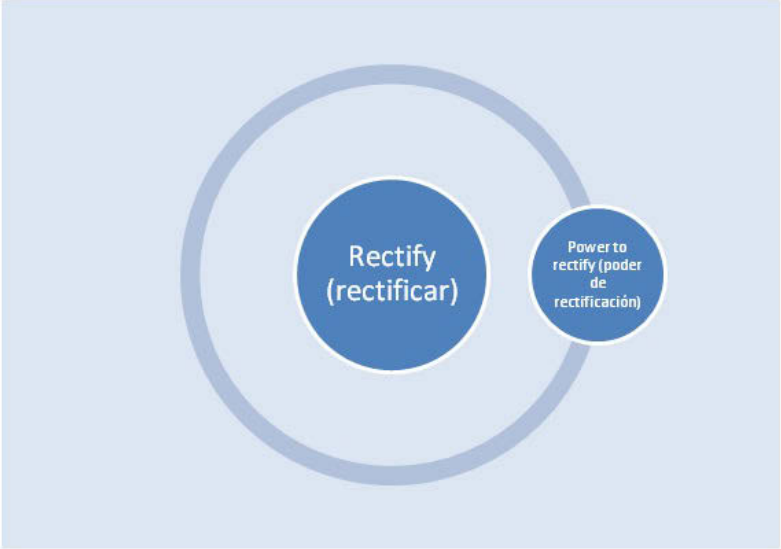 Rectify
(rectificar)
Power to
rectify (poder
de
rectificación)